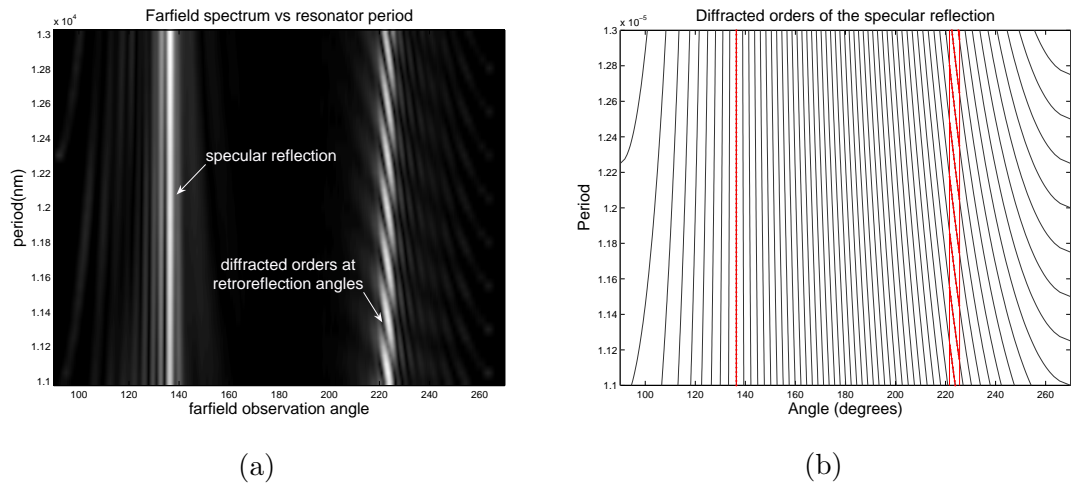 Farfield spectrum vs resonator period
x 10^4
1.3
1.28
1.26
1.24
1.22
1.2
1.18
1.16
1.14
1.12
1.1
period(nm)
specular reflection
diffracted orders at
retroreflection angles
100 120 140 160 180 200 220 240 260
farfield observation angle
(a)
Diffracted orders of the specular reflection
x 10^-5
1.3
1.28
1.26
1.24
1.22
1.2
1.18
1.16
1.14
1.12
1.1
Period
100 120 140 160 180 200 220 240 260
Angle (degrees)
(b)